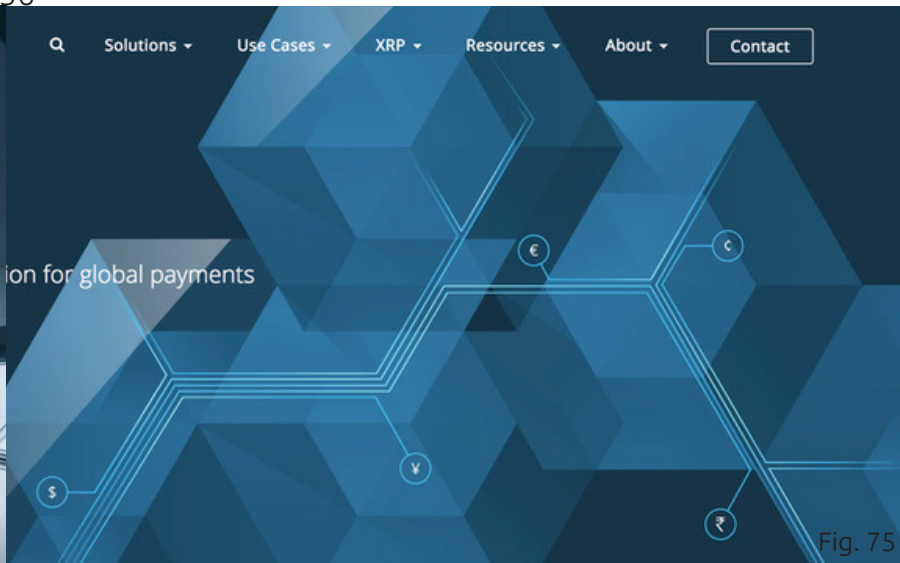 Solutions Use Cases XRP Resources About Contact
€
¢
ion for global payments
¥
$
₹
Fig. 75